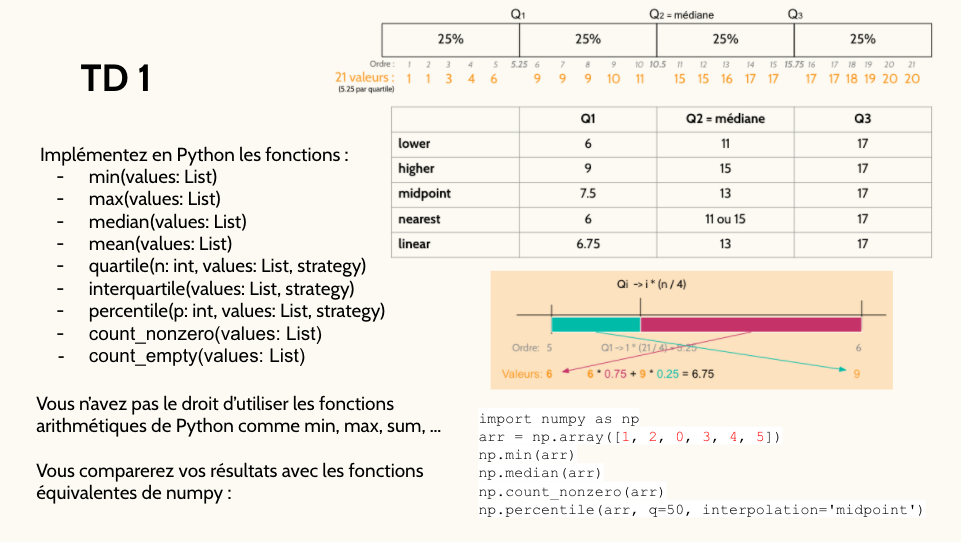 TD 1
Implémentez en Python les fonctions :
- min(values: List)
- max(values: List)
- median(values: List)
- mean(values: List)
- quartile(n: int, values: List, strategy)
- interquartile(values: List, strategy)
- percentile(p: int, values: List, strategy)
- count_nonzero(values: List)
- count_empty(values: List)
Vous n'avez pas le droit d'utiliser les fonctions
arithmétiques de Python comme min, max, sum, ...
Vous comparerez vos résultats avec les fonctions
équivalentes de numpy :
Q1 Q2 = médiane Q3
25% 25% 25% 25%
Ordre : 1 2 3 4 5 5.25 6 7 8 9 10 10.5 11 12 13 14 15 15.75 16 17 18 19 20 21
21 valeurs : 1 1 3 4 6 9 9 9 10 11 15 15 16 17 17 17 17 18 19 20 20
(5.25 par quartile)
Q1 Q2 = médiane Q3
lower 6 11 17
higher 9 15 17
midpoint 7.5 13 17
nearest 6 11 ou 15 17
linear 6.75 13 17
Qi -> i * (n / 4)
Ordre: 5 Q1 -> 1 * (21 / 4) = 5.25 6
Valeurs: 6 6 * 0.75 + 9 * 0.25 = 6.75 9
import numpy as np
arr = np.array([1, 2, 0, 3, 4, 5])
np.min(arr)
np.median(arr)
np.count_nonzero(arr)
np.percentile(arr, q=50, interpolation='midpoint')